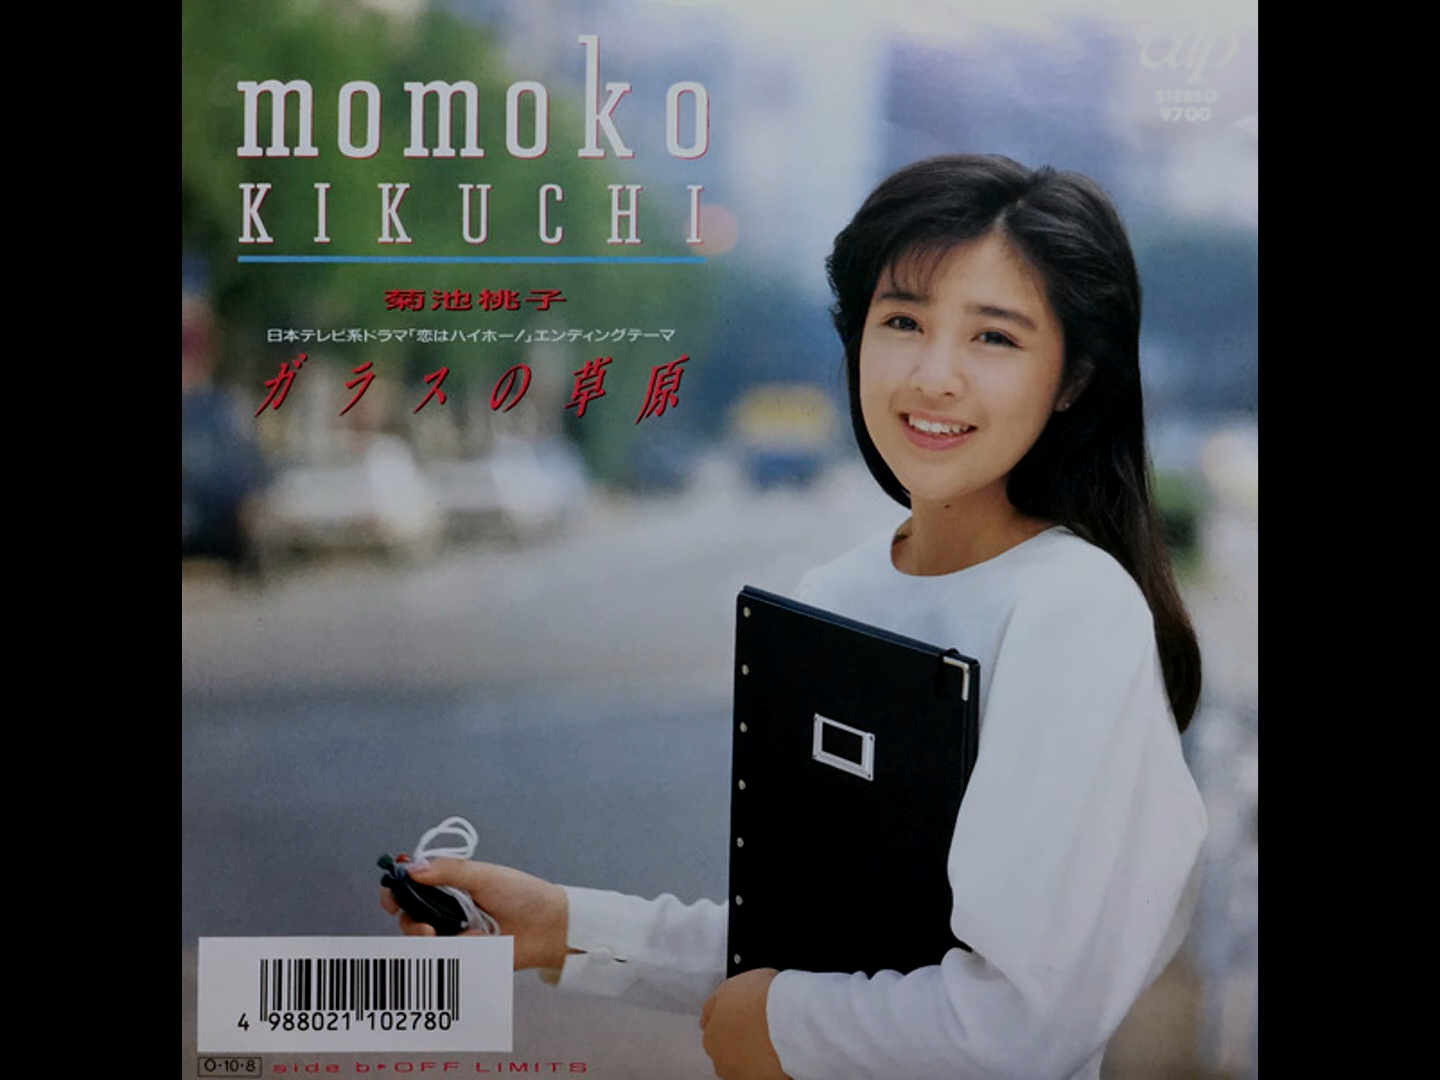 cap
STEREO
¥700
momoko
KIKUCHI
菊池桃子
日本テレビ系ドラマ「恋はハイホー!」エンディングテーマ
ガラスの草原
4 988021 102780
O·10·8 side b▸OFF LIMITS